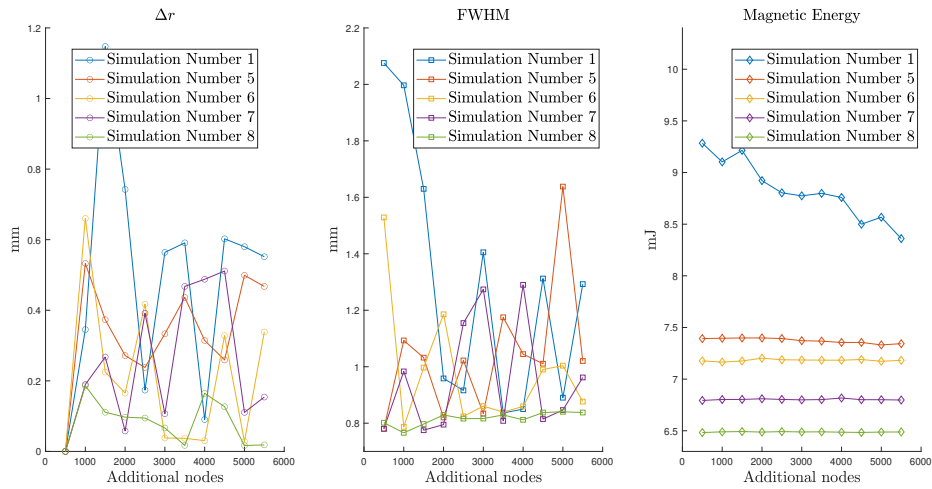 Δr
1.2
1
0.8
0.6
0.4
0.2
0
mm
0 1000 2000 3000 4000 5000 6000
Additional nodes
Simulation Number 1
Simulation Number 5
Simulation Number 6
Simulation Number 7
Simulation Number 8
FWHM
2.2
2
1.8
1.6
1.4
1.2
1
0.8
mm
0 1000 2000 3000 4000 5000 6000
Additional nodes
Simulation Number 1
Simulation Number 5
Simulation Number 6
Simulation Number 7
Simulation Number 8
Magnetic Energy
10
9.5
9
8.5
8
7.5
7
6.5
mJ
0 1000 2000 3000 4000 5000 6000
Additional nodes
Simulation Number 1
Simulation Number 5
Simulation Number 6
Simulation Number 7
Simulation Number 8